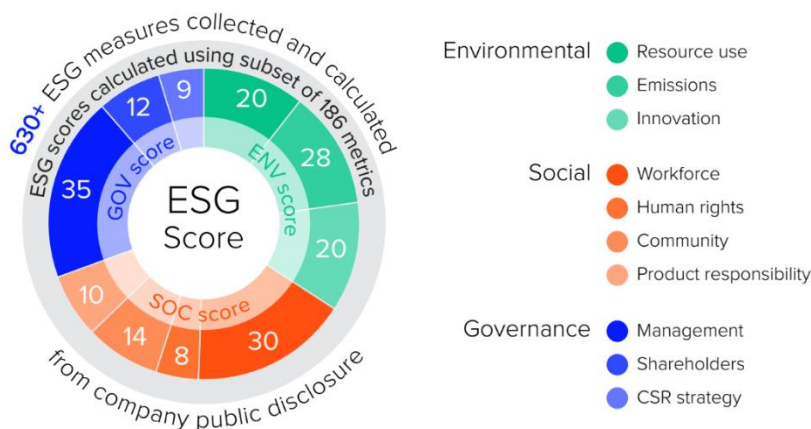 630+ ESG measures collected and calculated
from company public disclosure
ESG scores calculated using subset of 186 metrics
20
28
20
30
8
14
10
35
12
9
ENV score
SOC score
GOV score
ESG
Score
Environmental
Resource use
Emissions
Innovation
Social
Workforce
Human rights
Community
Product responsibility
Governance
Management
Shareholders
CSR strategy